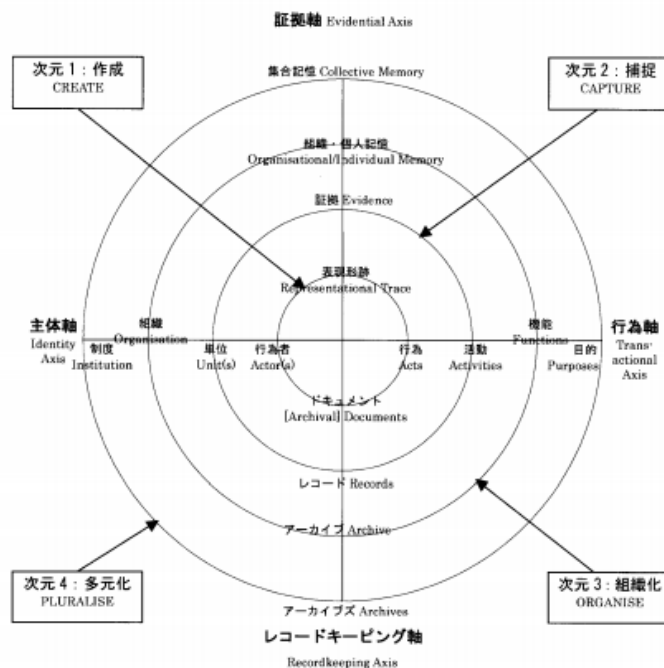 証拠軸 Evidential Axis
次元1：作成
CREATE
次元2：捕捉
CAPTURE
集合記憶 Collective Memory
組織・個人記憶
Organisational/Individual Memory
証拠 Evidence
表現形跡
Representational Trace
主体軸
Identity
Axis
組織
Organisation
制度
Institution
単位
Unit(s)
行為者
Actor(s)
行為
Acts
活動
Activities
機能
Functions
目的
Purposes
行為軸
Trans-
actional
Axis
ドキュメント
[Archival] Documents
レコード Records
アーカイブ Archive
次元4：多元化
PLURALISE
次元3：組織化
ORGANISE
アーカイブズ Archives
レコードキーピング軸
Recordkeeping Axis